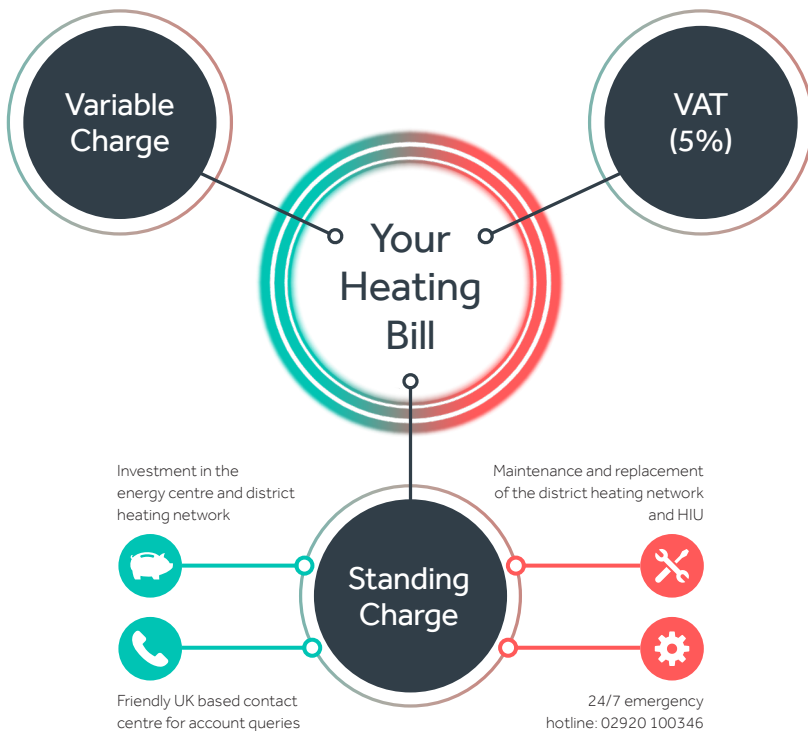 Variable
Charge
VAT
(5%)
Your
Heating
Bill
Investment in the
energy centre and district
heating network
Maintenance and replacement
of the district heating network
and HIU
Standing
Charge
Friendly UK based contact
centre for account queries
24/7 emergency
hotline: 02920 100346